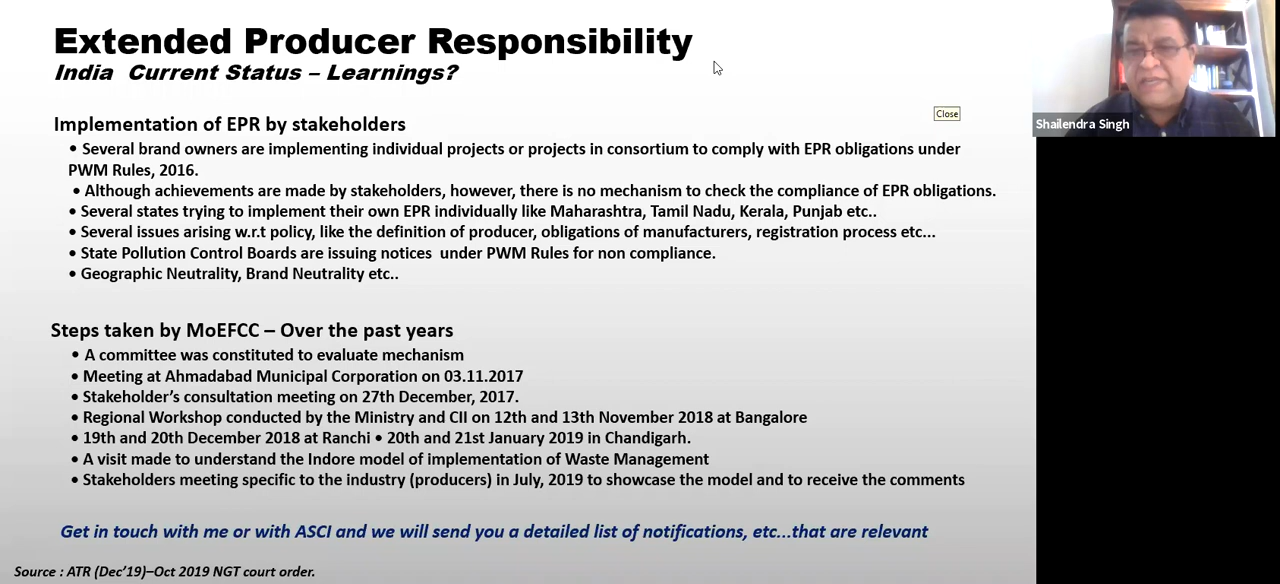 Extended Producer Responsibility
India Current Status – Learnings?
Close
Shailendra Singh
Implementation of EPR by stakeholders
• Several brand owners are implementing individual projects or projects in consortium to comply with EPR obligations under
PWM Rules, 2016.
• Although achievements are made by stakeholders, however, there is no mechanism to check the compliance of EPR obligations.
• Several states trying to implement their own EPR individually like Maharashtra, Tamil Nadu, Kerala, Punjab etc..
• Several issues arising w.r.t policy, like the definition of producer, obligations of manufacturers, registration process etc...
• State Pollution Control Boards are issuing notices under PWM Rules for non compliance.
• Geographic Neutrality, Brand Neutrality etc..
Steps taken by MoEFCC – Over the past years
• A committee was constituted to evaluate mechanism
• Meeting at Ahmadabad Municipal Corporation on 03.11.2017
• Stakeholder’s consultation meeting on 27th December, 2017.
• Regional Workshop conducted by the Ministry and CII on 12th and 13th November 2018 at Bangalore
• 19th and 20th December 2018 at Ranchi • 20th and 21st January 2019 in Chandigarh.
• A visit made to understand the Indore model of implementation of Waste Management
• Stakeholders meeting specific to the industry (producers) in July, 2019 to showcase the model and to receive the comments
Get in touch with me or with ASCI and we will send you a detailed list of notifications, etc...that are relevant
Source : ATR (Dec’19)–Oct 2019 NGT court order.